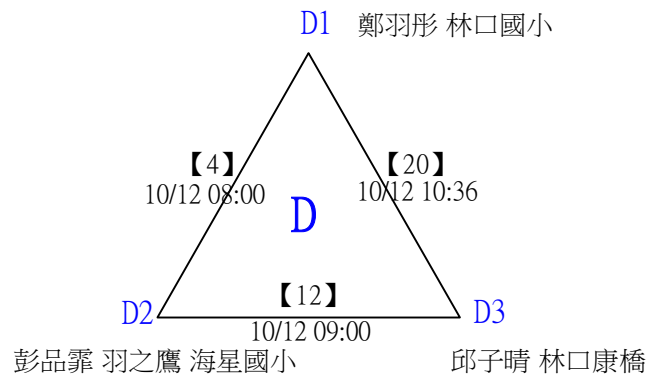 D1 鄭羽彤 林口國小
【4】
10/12 08:00
【20】
10/12 10:36
D
D2
【12】
10/12 09:00
D3
彭品霏 羽之鷹 海星國小
邱子晴 林口康橋